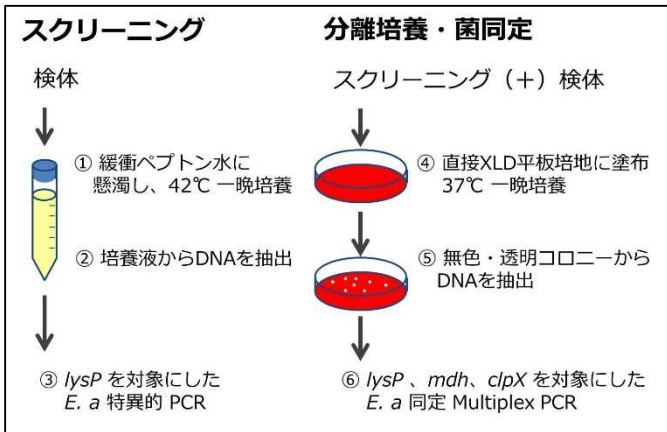 スクリーニング
検体
① 緩衝ペプトン水に
懸濁し、42℃ 一晩培養
② 培養液からDNAを抽出
③ lysP を対象にした
E. a 特異的 PCR
分離培養・菌同定
スクリーニング（+）検体
④ 直接XLD平板培地に塗布
37℃ 一晩培養
⑤ 無色・透明コロニーから
DNAを抽出
⑥ lysP 、mdh、clpX を対象にした
E. a 同定 Multiplex PCR